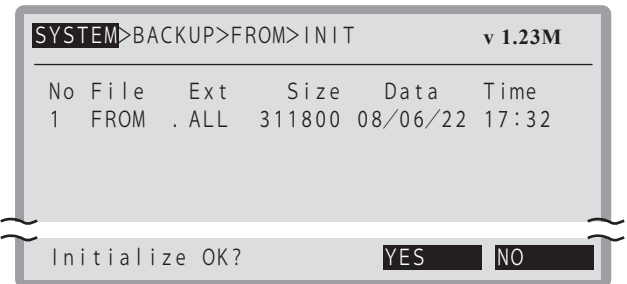 SYSTEM>BACKUP>FROM>INIT v 1.23M
No File Ext Size Data Time
1 FROM .ALL 311800 08/06/22 17:32
Initialize OK? YES NO